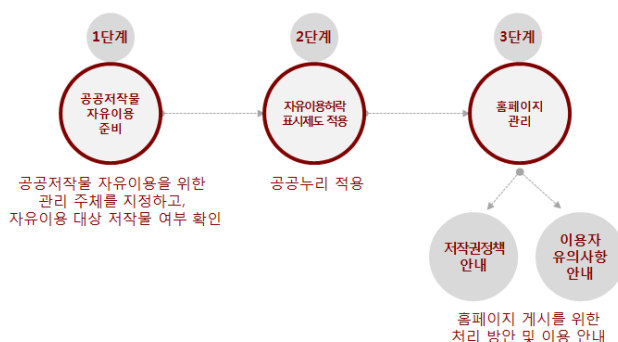 1단계
공공저작물
자유이용
준비
공공저작물 자유이용을 위한
관리 주체를 지정하고,
자유이용 대상 저작물 여부 확인
2단계
자유이용허락
표시제도 적용
공공누리 적용
3단계
홈페이지
관리
저작권정책
안내
이용자
유의사항
안내
홈페이지 게시를 위한
처리 방안 및 이용 안내